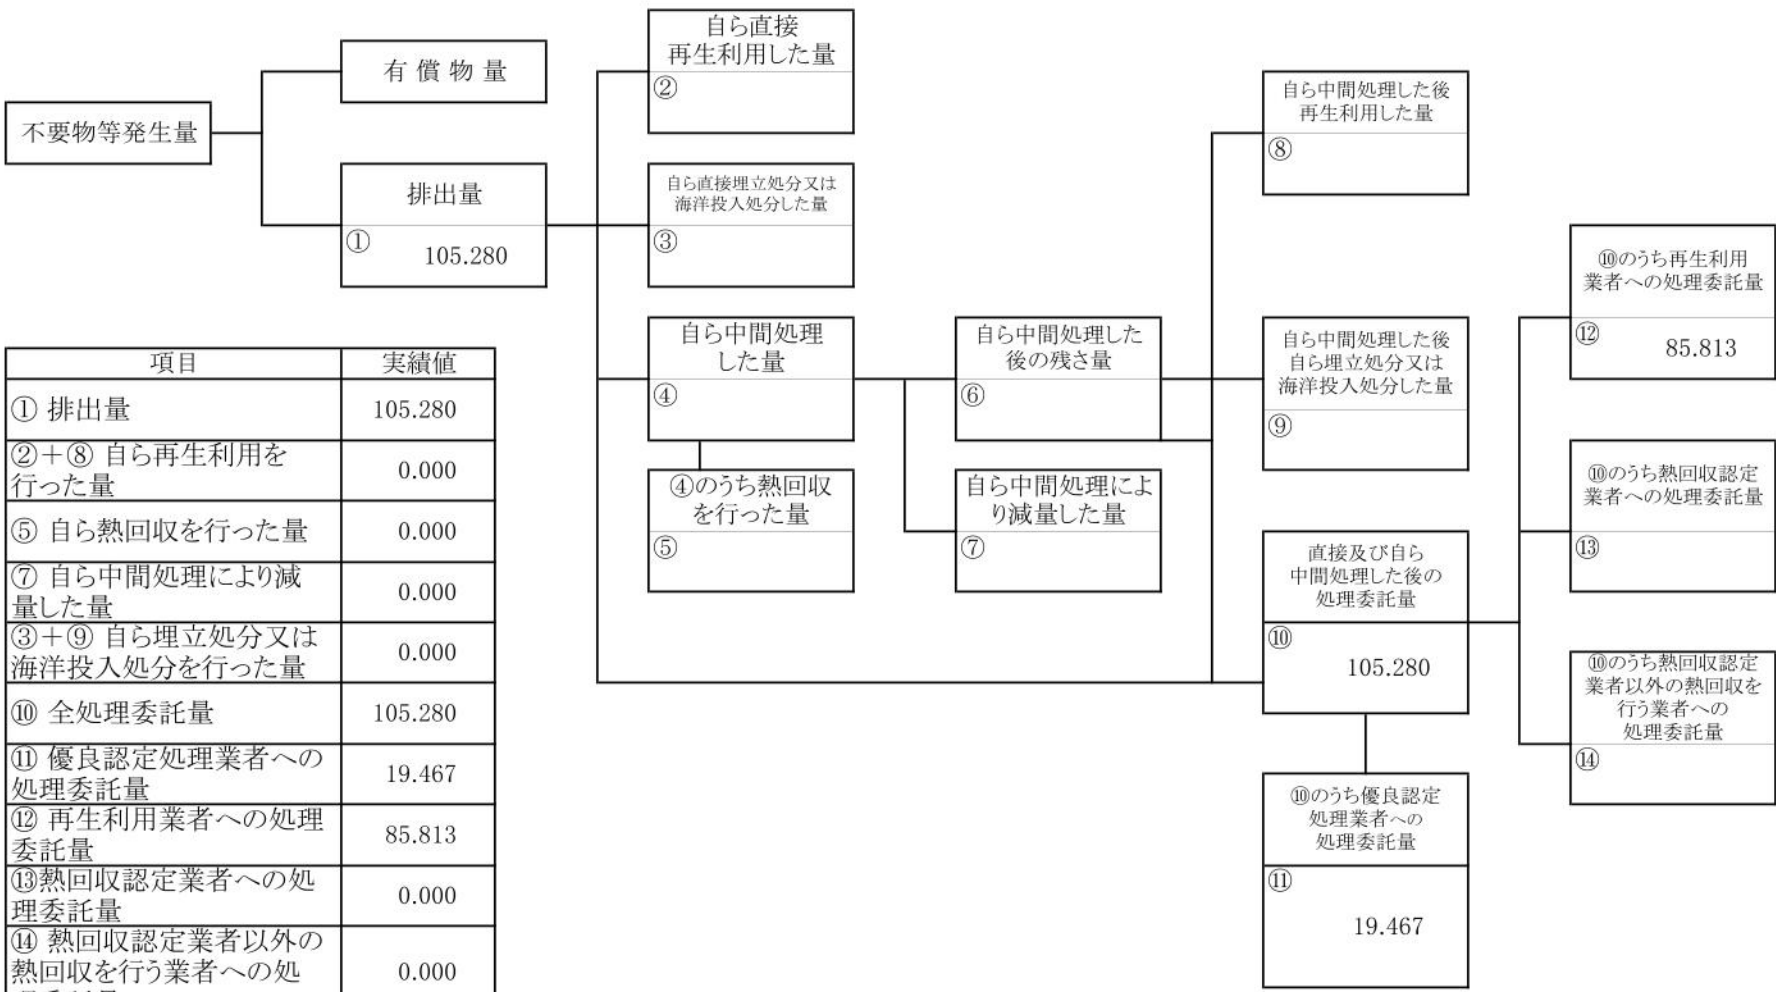 不要物等発生量
有償物量
排出量
①
105.280
自ら直接
再生利用した量
②
自ら直接埋立処分又は
海洋投入処分した量
③
自ら中間処理
した量
④
④のうち熱回収
を行った量
⑤
自ら中間処理した
後の残さ量
⑥
自ら中間処理によ
り減量した量
⑦
自ら中間処理した後
再生利用した量
⑧
自ら中間処理した後
自ら埋立処分又は
海洋投入処分した量
⑨
直接及び自ら
中間処理した後の
処理委託量
⑩
105.280
⑩のうち優良認定
処理業者への
処理委託量
⑪
19.467
⑩のうち再生利用
業者への処理委託量
⑫
85.813
⑩のうち熱回収認定
業者への処理委託量
⑬
⑩のうち熱回収認定
業者以外の熱回収を
行う業者への
処理委託量
⑭
項目 実績値
① 排出量 105.280
②＋⑧ 自ら再生利用を
行った量 0.000
⑤ 自ら熱回収を行った量 0.000
⑦ 自ら中間処理により減
量した量 0.000
③＋⑨ 自ら埋立処分又は
海洋投入処分を行った量 0.000
⑩ 全処理委託量 105.280
⑪ 優良認定処理業者への
処理委託量 19.467
⑫ 再生利用業者への処理
委託量 85.813
⑬熱回収認定業者への処
理委託量 0.000
⑭ 熱回収認定業者以外の
熱回収を行う業者への処 0.000